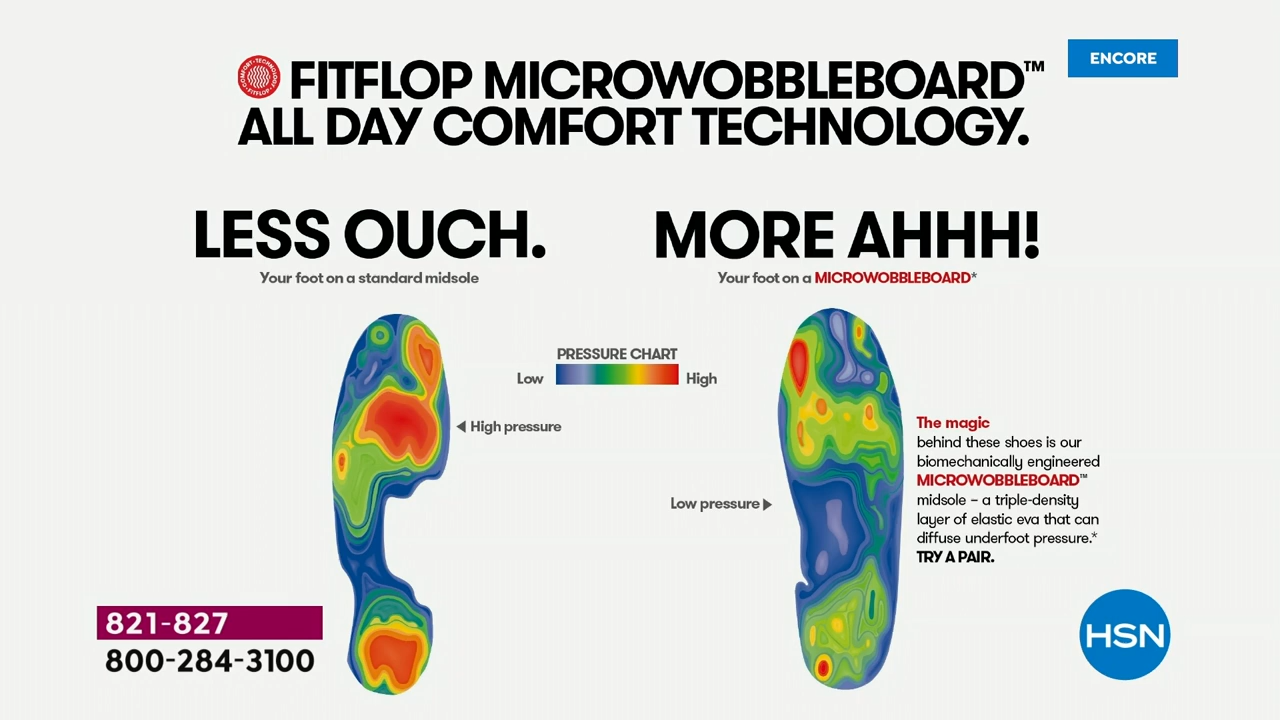 FITFLOP MICROWOBBLEBOARD™
ALL DAY COMFORT TECHNOLOGY.
ENCORE
LESS OUCH.
Your foot on a standard midsole
MORE AHHH!
Your foot on a MICROWOBBLEBOARD*
PRESSURE CHART
Low
High
High pressure
Low pressure
The magic
behind these shoes is our
biomechanically engineered
MICROWOBBLEBOARD™
midsole – a triple-density
layer of elastic eva that can
diffuse underfoot pressure.*
TRY A PAIR.
821-827
800-284-3100
HSN